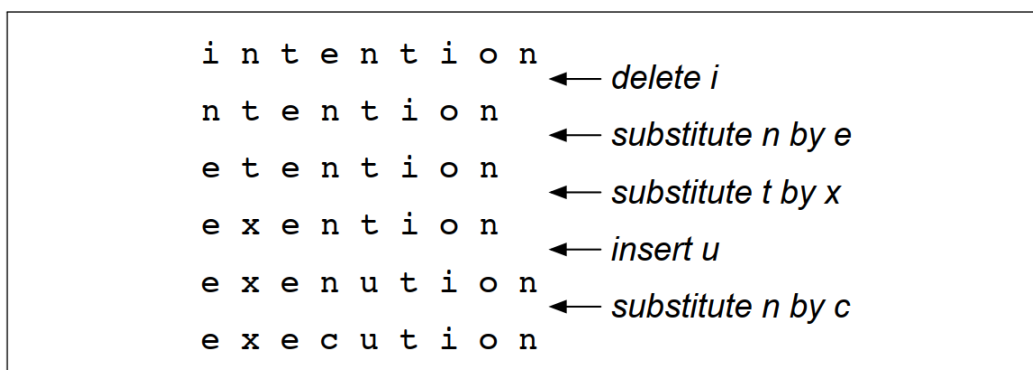 i n t e n t i o n
delete i
n t e n t i o n
substitute n by e
e t e n t i o n
substitute t by x
e x e n t i o n
insert u
e x e n u t i o n
substitute n by c
e x e c u t i o n